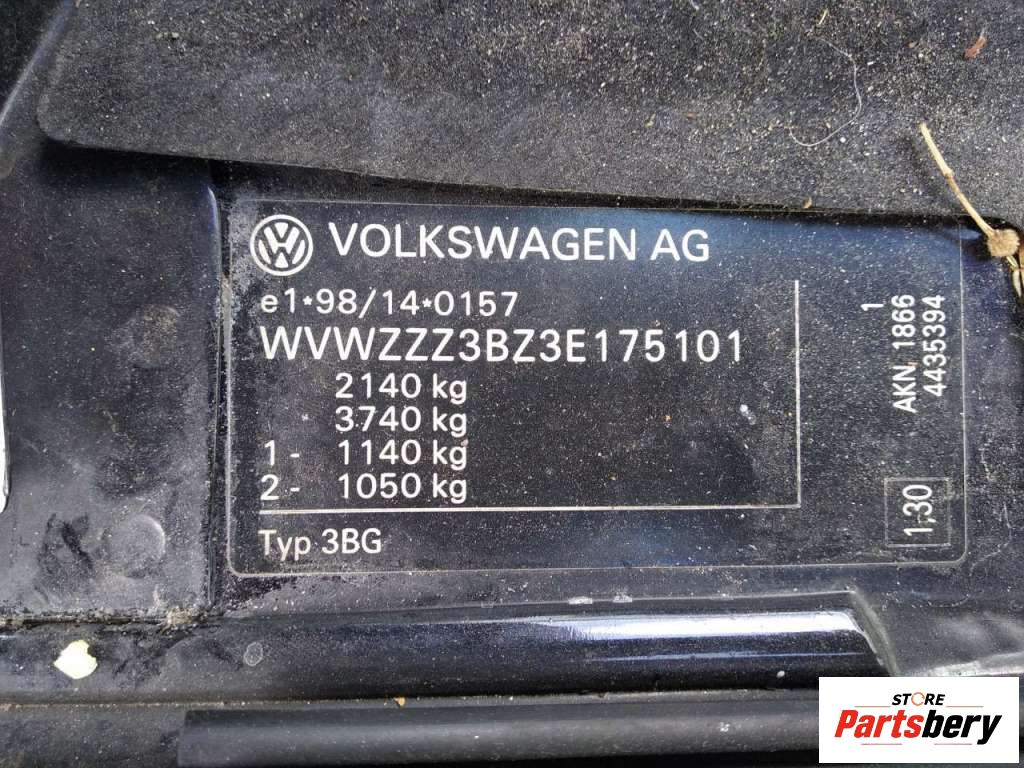 VOLKSWAGEN AG
e1*98/14*0157
WVWZZZ3BZ3E175101
2140 kg
3740 kg
1- 1140 kg
2- 1050 kg
Typ 3BG
1
AKN 1866
4435394
1,30
STORE
Partsbery